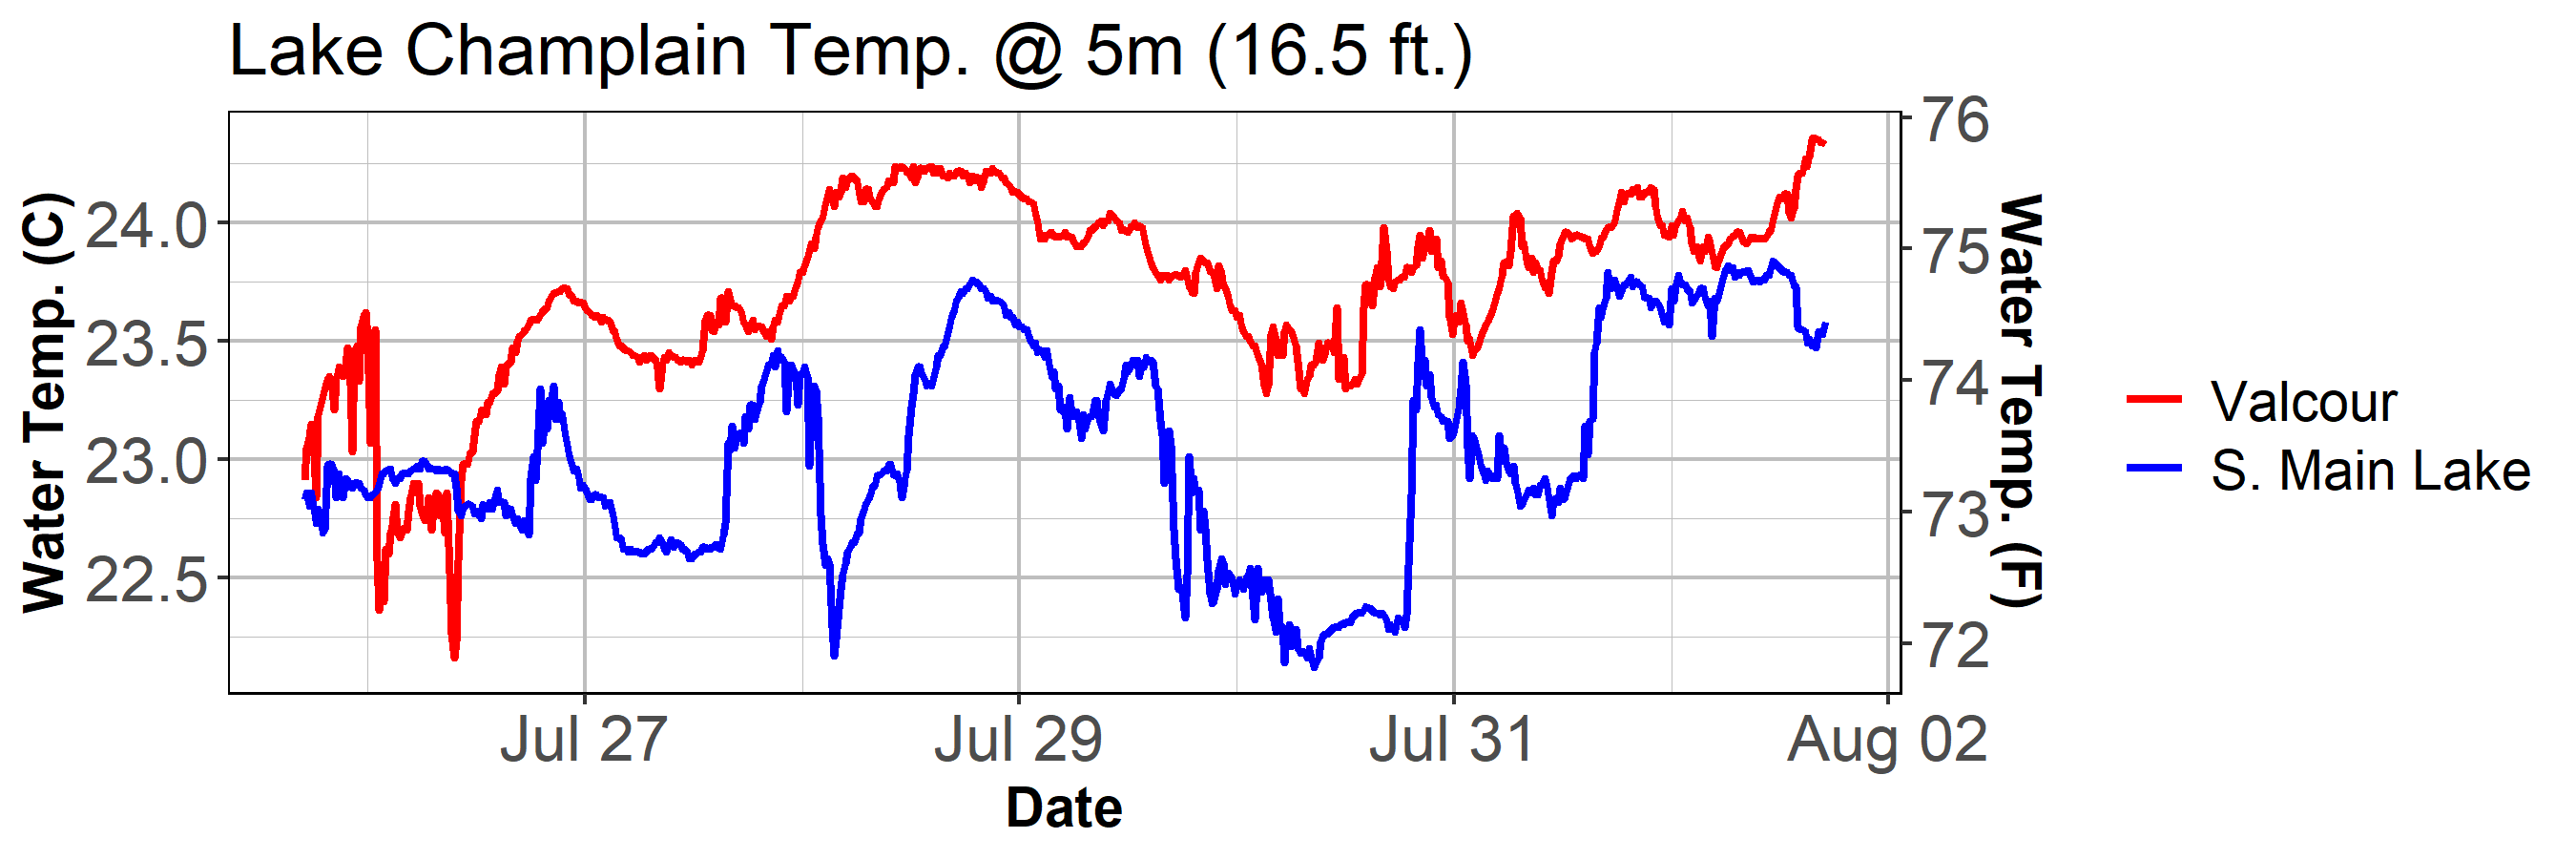 Lake Champlain Temp. @ 5m (16.5 ft.)
Water Temp. (C)
24.0
23.5
23.0
22.5
76
75
74
73
72
Water Temp. (F)
Jul 27
Jul 29
Jul 31
Aug 02
Date
Valcour
S. Main Lake